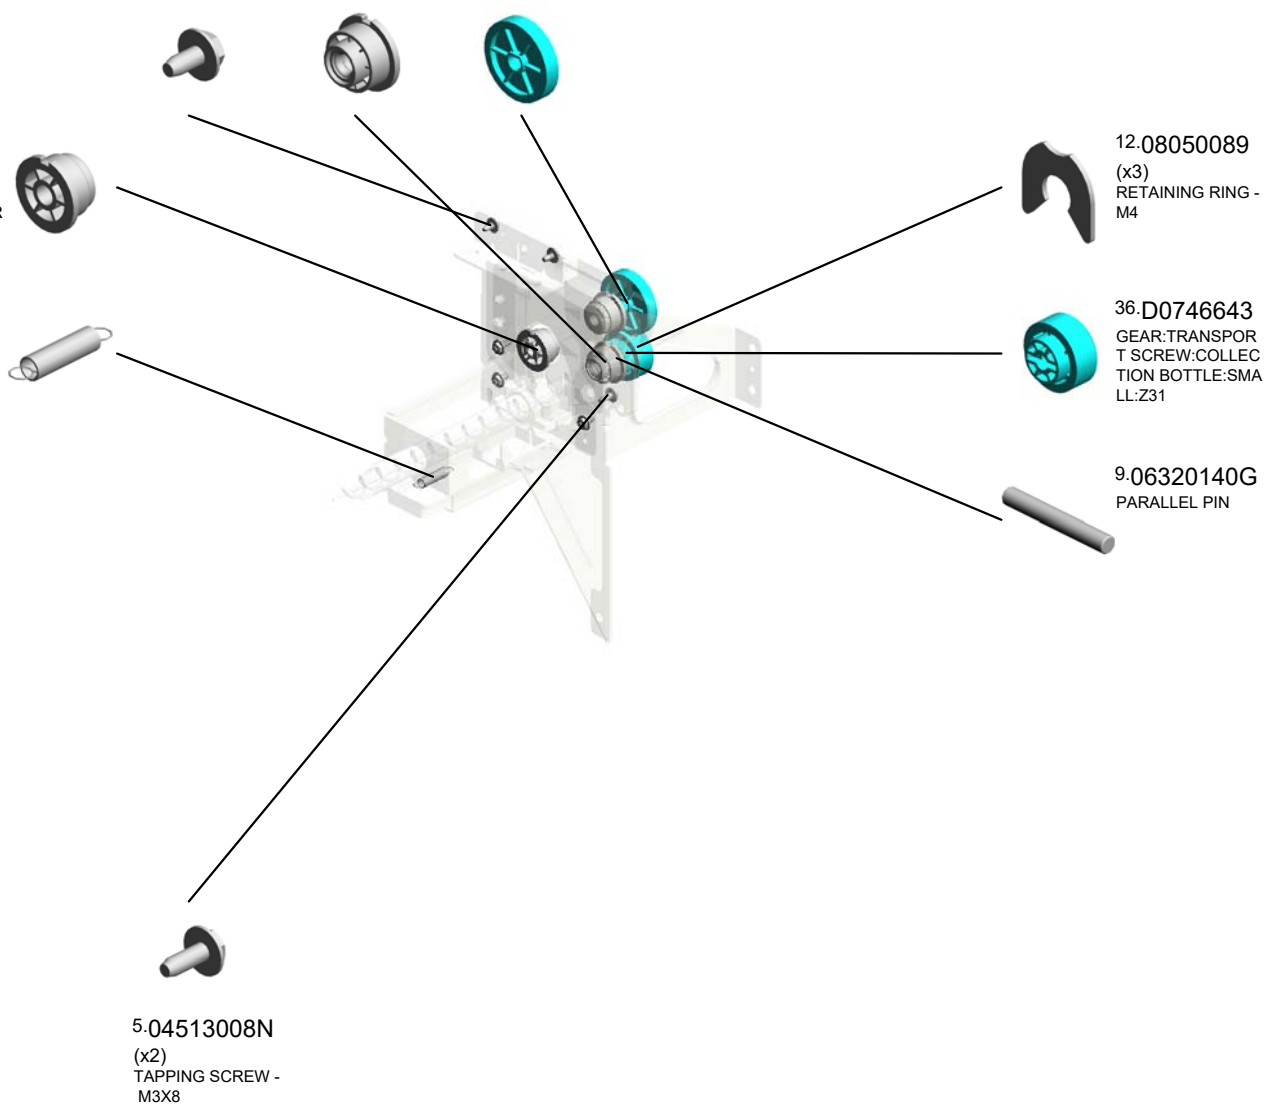 12.08050089
(x3)
RETAINING RING -
M4
R
36.D0746643
GEAR:TRANSPOR
T SCREW:COLLEC
TION BOTTLE:SMA
LL:Z31
9.06320140G
PARALLEL PIN
5.04513008N
(x2)
TAPPING SCREW -
M3X8